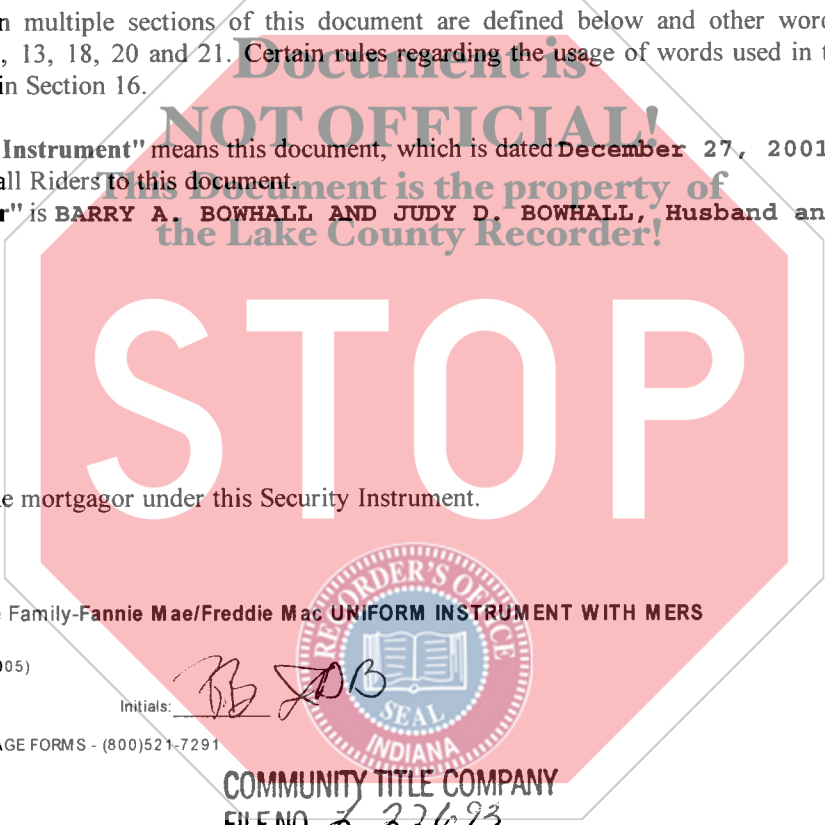 n multiple sections of this document are defined below and other word
, 13, 18, 20 and 21. Certain rules regarding the usage of words used in t
in Section 16.
Document is
NOT OFFICIAL!
This Document is the property of
the Lake County Recorder!
Instrument" means this document, which is dated December 27, 2001
all Riders to this document.
r" is BARRY A. BOWHALL AND JUDY D. BOWHALL, Husband an
STOP
e mortgagor under this Security Instrument.
Family-Fannie Mae/Freddie Mac UNIFORM INSTRUMENT WITH MERS
005)
Initials: JDB
AGE FORMS - (800)521-7291
RECORDER'S OFFICE
SEAL
INDIANA
COMMUNITY TITLE COMPANY
FILE NO